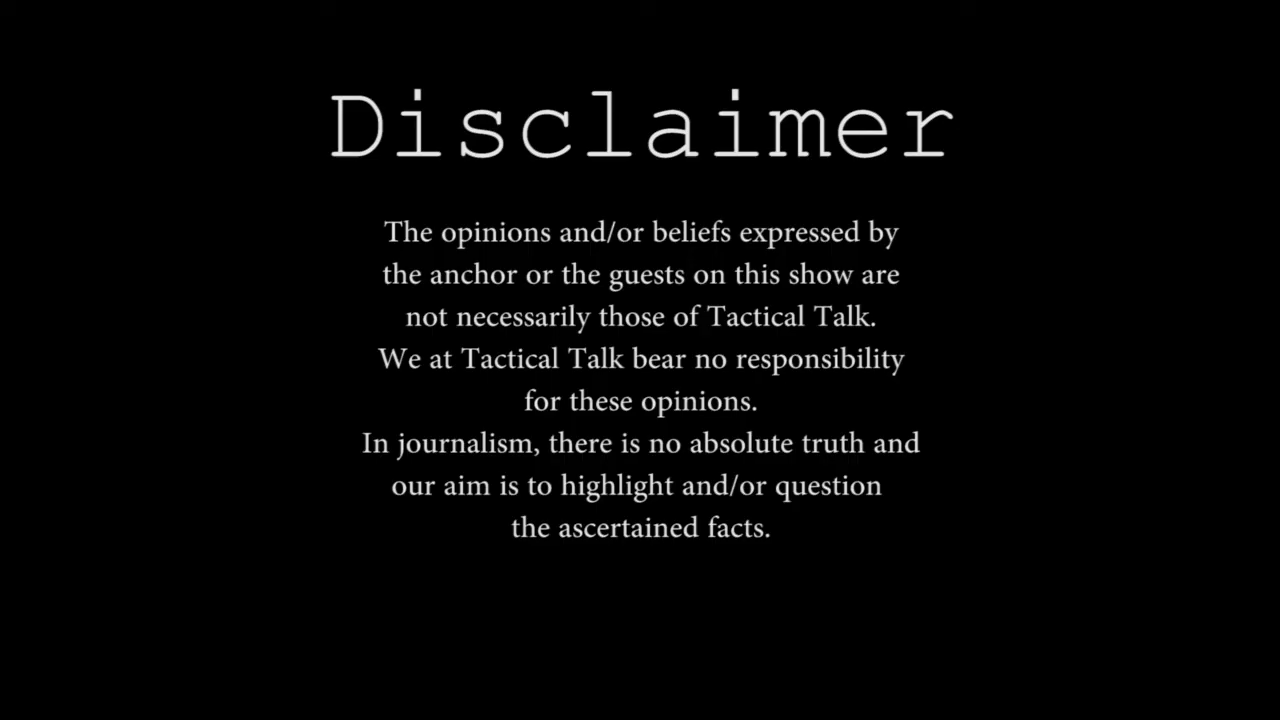 Disclaimer
The opinions and/or beliefs expressed by
the anchor or the guests on this show are
not necessarily those of Tactical Talk.
We at Tactical Talk bear no responsibility
for these opinions.
In journalism, there is no absolute truth and
our aim is to highlight and/or question
the ascertained facts.